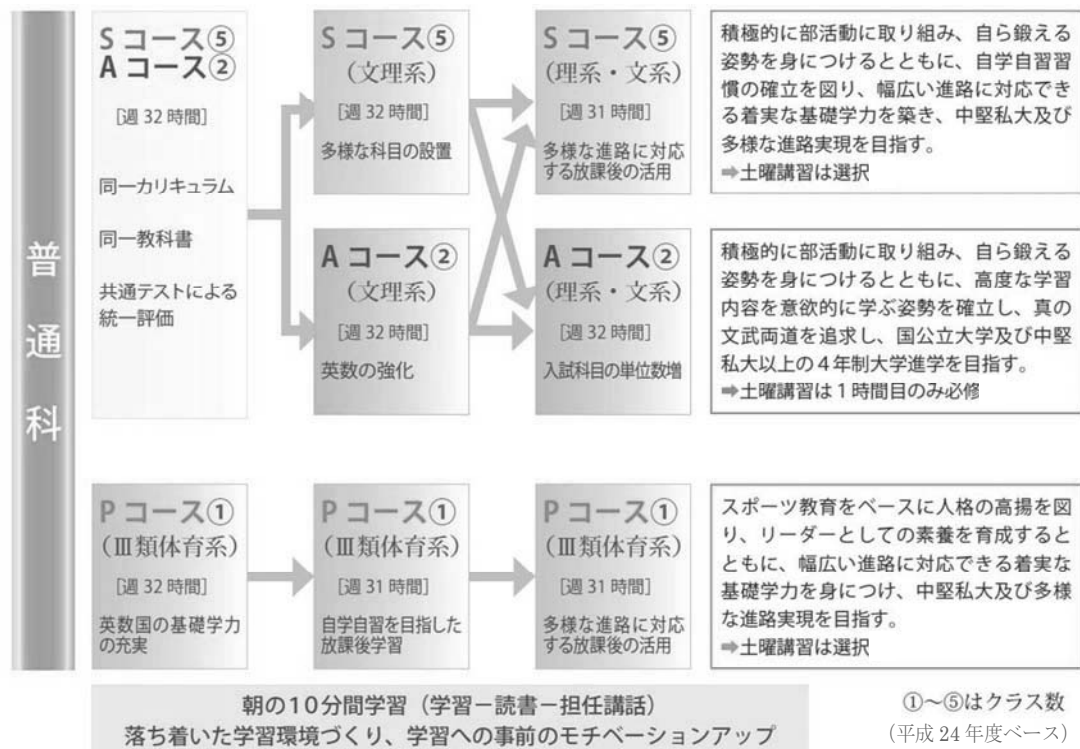 普通科
Sコース⑤
Aコース②
[週 32 時間]
同一カリキュラム
同一教科書
共通テストによる
統一評価
Sコース⑤
(文理系)
[週 32 時間]
多様な科目の設置
Aコース②
(文理系)
[週 32 時間]
英数の強化
Sコース⑤
(理系・文系)
[週 31 時間]
多様な進路に対応
する放課後の活用
Aコース②
(理系・文系)
[週 32 時間]
入試科目の単位数増
積極的に部活動に取り組み、自ら鍛える
姿勢を身につけるとともに、自学自習習
慣の確立を図り、幅広い進路に対応でき
る着実な基礎学力を築き、中堅私大及び
多様な進路実現を目指す。
➡土曜講習は選択
積極的に部活動に取り組み、自ら鍛える
姿勢を身につけるとともに、高度な学習
内容を意欲的に学ぶ姿勢を確立し、真の
文武両道を追求し、国公立大学及び中堅
私大以上の4年制大学進学を目指す。
➡土曜講習は1時間目のみ必修
Pコース①
(Ⅲ類体育系)
[週 32 時間]
英数国の基礎学力
の充実
Pコース①
(Ⅲ類体育系)
[週 31 時間]
自学自習を目指した
放課後学習
Pコース①
(Ⅲ類体育系)
[週 31 時間]
多様な進路に対応
する放課後の活用
スポーツ教育をベースに人格の高揚を図
り、リーダーとしての素養を育成すると
ともに、幅広い進路に対応できる着実な
基礎学力を身につけ、中堅私大及び多様
な進路実現を目指す。
➡土曜講習は選択
朝の10分間学習（学習－読書－担任講話）
落ち着いた学習環境づくり、学習への事前のモチベーションアップ
①～⑤はクラス数
(平成 24 年度ベース)